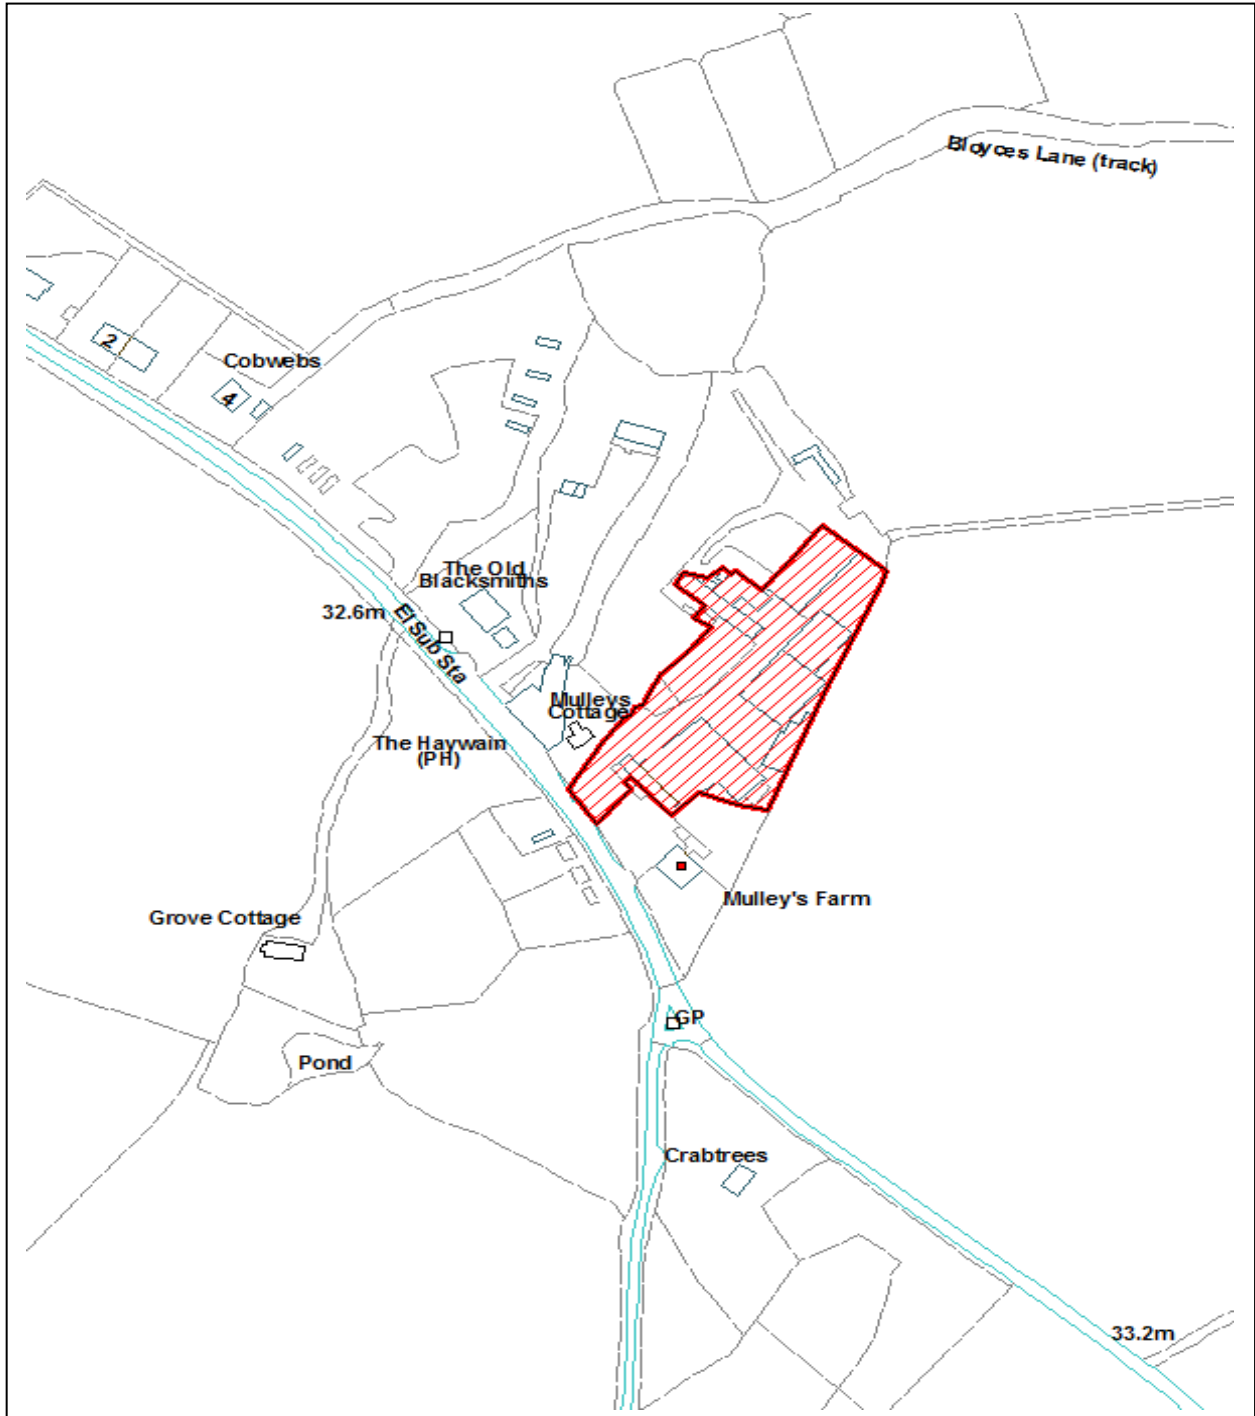 Bloyces Lane (track)
2
Cobwebs
4
The Old
Blacksmiths
32.6m
El Sub Sta
Mulleys
Cottage
The Haywain
(PH)
Mulley's Farm
Grove Cottage
GP
Pond
Crabtrees
33.2m